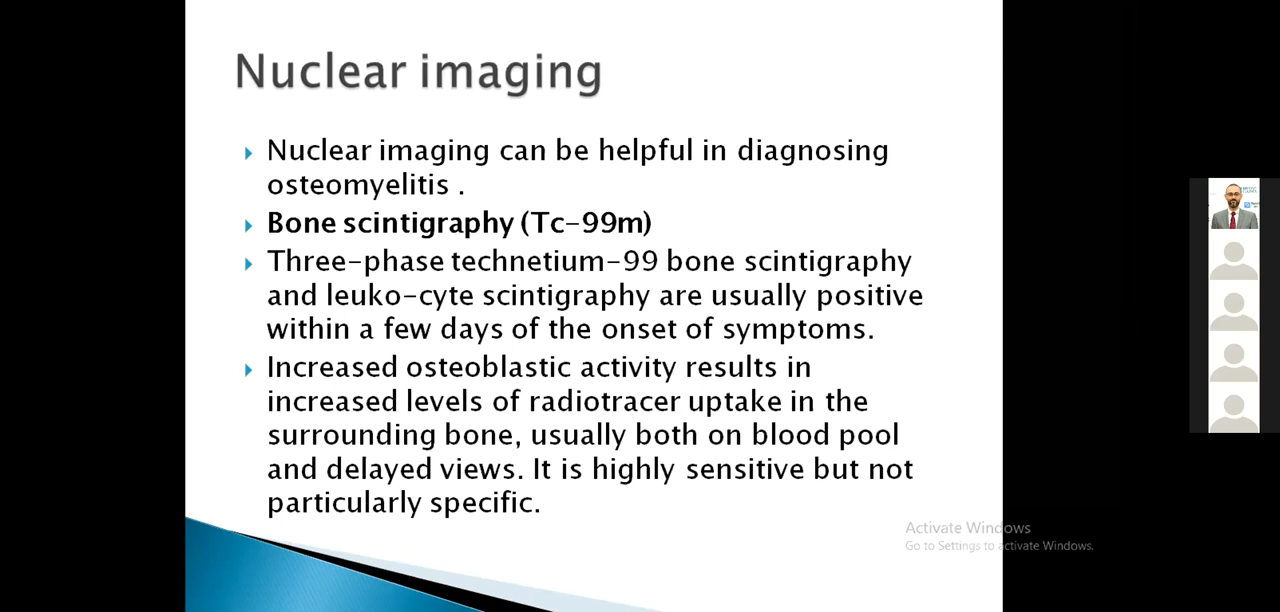 Nuclear imaging
Nuclear imaging can be helpful in diagnosing
osteomyelitis .
Bone scintigraphy (Tc-99m)
Three-phase technetium-99 bone scintigraphy
and leuko-cyte scintigraphy are usually positive
within a few days of the onset of symptoms.
Increased osteoblastic activity results in
increased levels of radiotracer uptake in the
surrounding bone, usually both on blood pool
and delayed views. It is highly sensitive but not
particularly specific.
Activate Windows
Go to Settings to activate Windows.